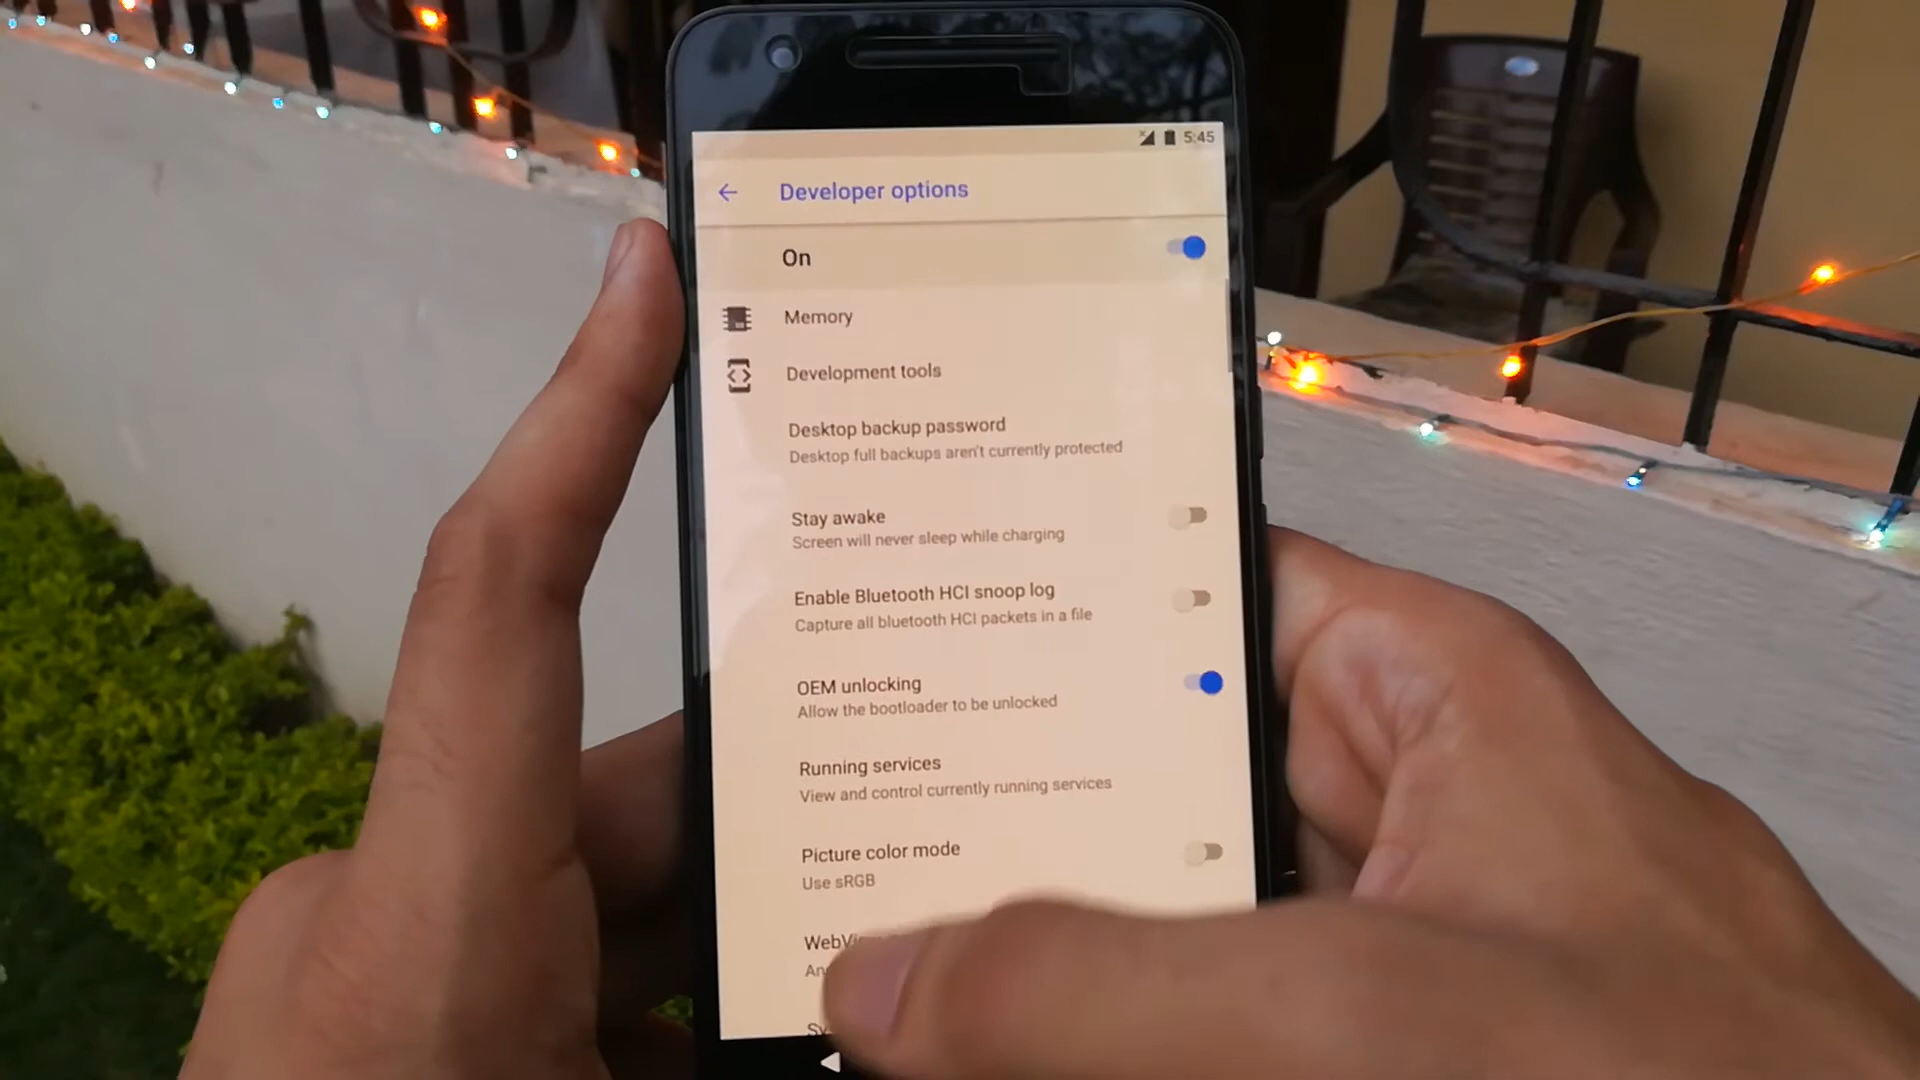 5:45
Developer options
On
Memory
Development tools
Desktop backup password
Desktop full backups aren't currently protected
Stay awake
Screen will never sleep while charging
Enable Bluetooth HCI snoop log
Capture all bluetooth HCI packets in a file
OEM unlocking
Allow the bootloader to be unlocked
Running services
View and control currently running services
Picture color mode
Use sRGB